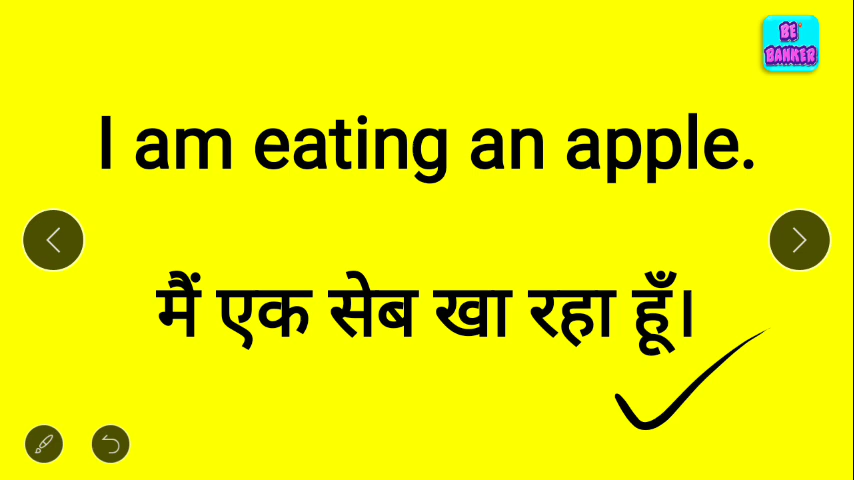 BE
BANKER
I am eating an apple.
मैं एक सेब खा रहा हूँ।